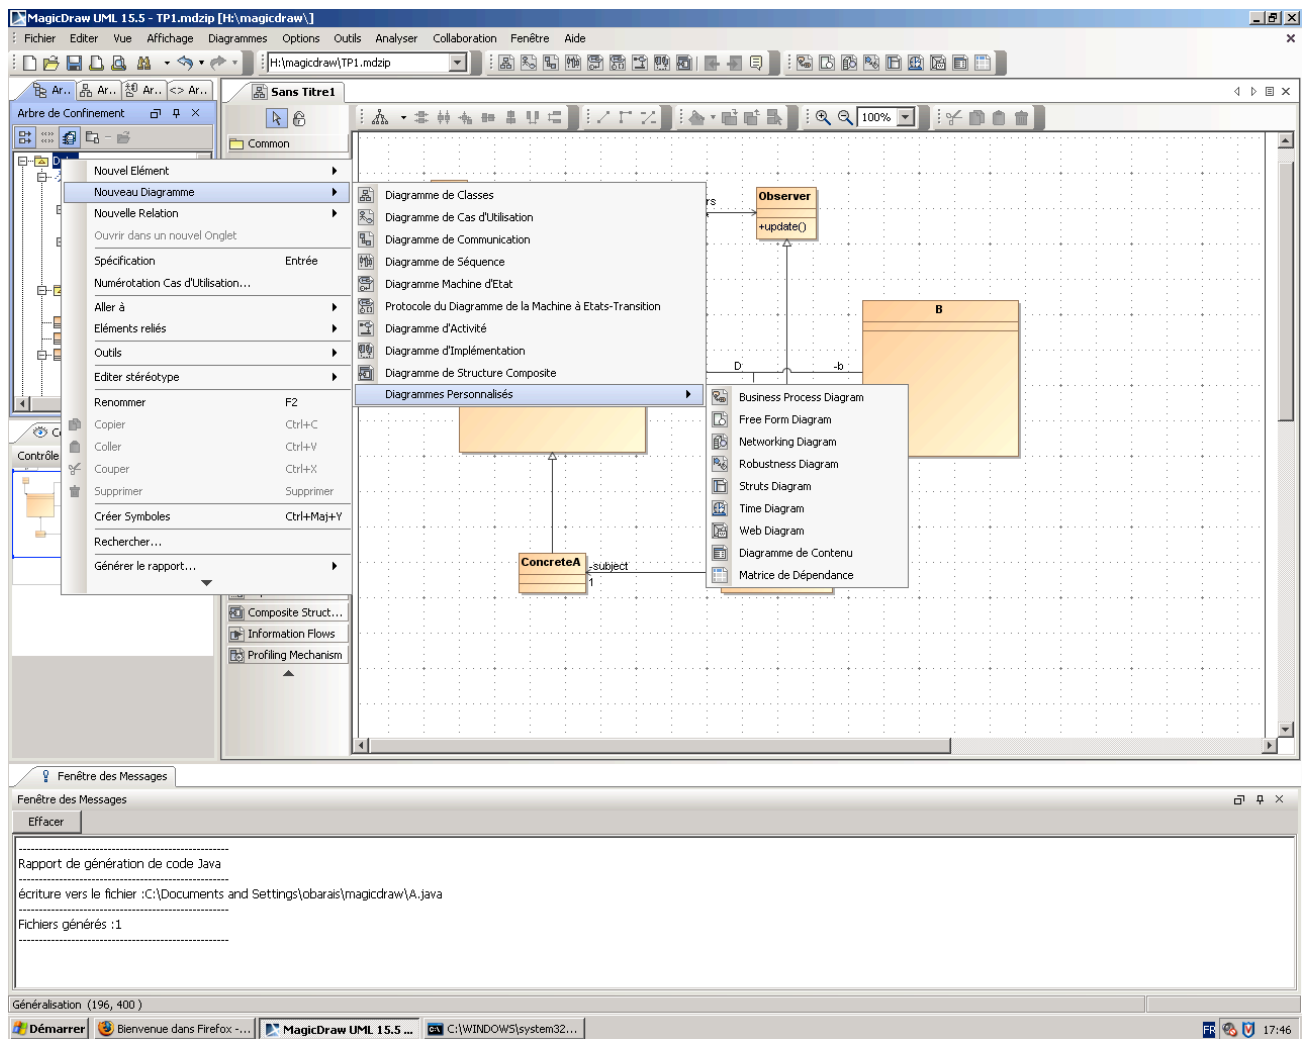 MagicDraw UML 15.5 - TP1.mdzip [H:\magicdraw\]
Fichier Editer Vue Affichage Diagrammes Options Outils Analyser Collaboration Fenêtre Aide
H:\magicdraw\TP1.mdzip
Ar.. Ar.. Ar.. <> Ar..
Sans Titre1
Arbre de Confinement
100%
Common
Nouvel Elément
Nouveau Diagramme
Nouvelle Relation
Ouvrir dans un nouvel Onglet
Spécification Entrée
Numérotation Cas d'Utilisation...
Aller à
Eléments reliés
Outils
Editer stéréotype
Renommer F2
Copier Ctrl+C
Coller Ctrl+V
Couper Ctrl+X
Supprimer Supprimer
Créer Symboles Ctrl+Maj+Y
Rechercher...
Générer le rapport...
Contrôle
Diagramme de Classes
Diagramme de Cas d'Utilisation
Diagramme de Communication
Diagramme de Séquence
Diagramme Machine d'Etat
Protocole du Diagramme de la Machine à Etats-Transition
Diagramme d'Activité
Diagramme d'Implémentation
Diagramme de Structure Composite
Diagrammes Personnalisés
Business Process Diagram
Free Form Diagram
Networking Diagram
Robustness Diagram
Struts Diagram
Time Diagram
Web Diagram
Diagramme de Contenu
Matrice de Dépendance
rs
Observer
+update()
B
D
-b
ConcreteA
-subject
1
Composite Struct...
Information Flows
Profiling Mechanism
Fenêtre des Messages
Fenêtre des Messages
Effacer
-----------------------------------------------------
Rapport de génération de code Java
-----------------------------------------------------
écriture vers le fichier :C:\Documents and Settings\obarais\magicdraw\A.java
-----------------------------------------------------
Fichiers générés :1
-----------------------------------------------------
Généralisation (196, 400 )
Démarrer Bienvenue dans Firefox -... MagicDraw UML 15.5 ... C:\WINDOWS\system32... FR 17:46